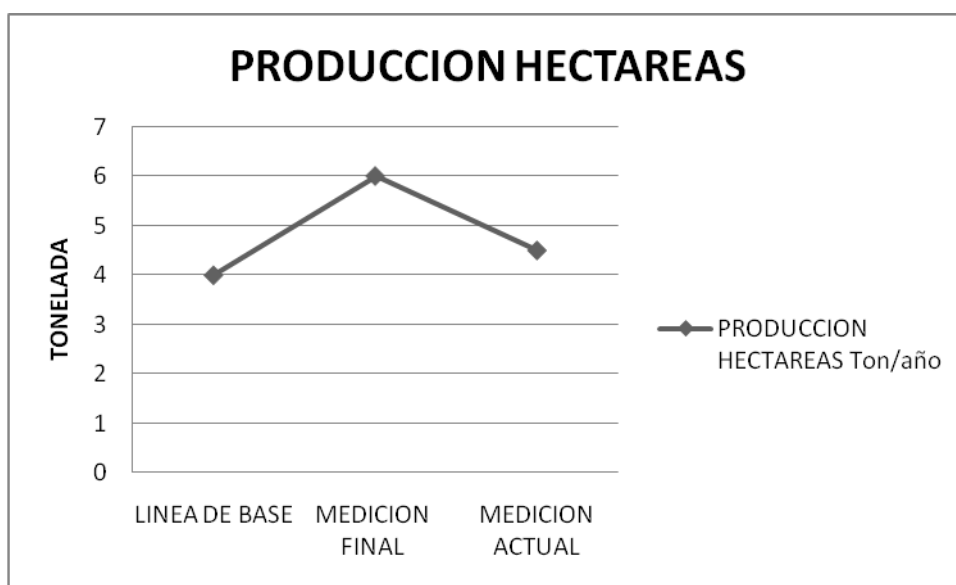 PRODUCCION HECTAREAS
7
6
5
4
3
2
1
0
TONELADA
LINEA DE BASE
MEDICION
FINAL
MEDICION
ACTUAL
PRODUCCION
HECTAREAS Ton/año